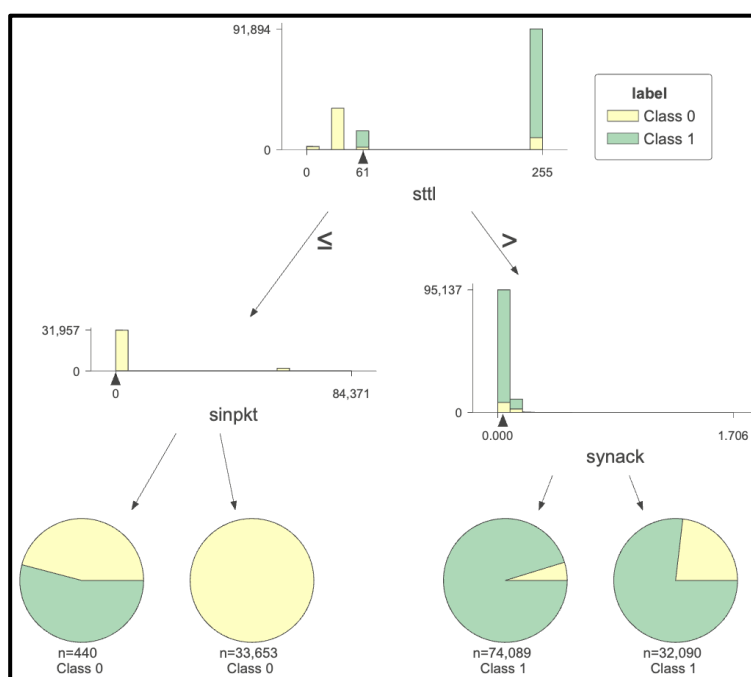 91,894
0
0
61
255
sttl
label
Class 0
Class 1
≤
>
31,957
0
0
84,371
sinpkt
95,137
0
0.000
1.706
synack
n=440
Class 0
n=33,653
Class 0
n=74,089
Class 1
n=32,090
Class 1